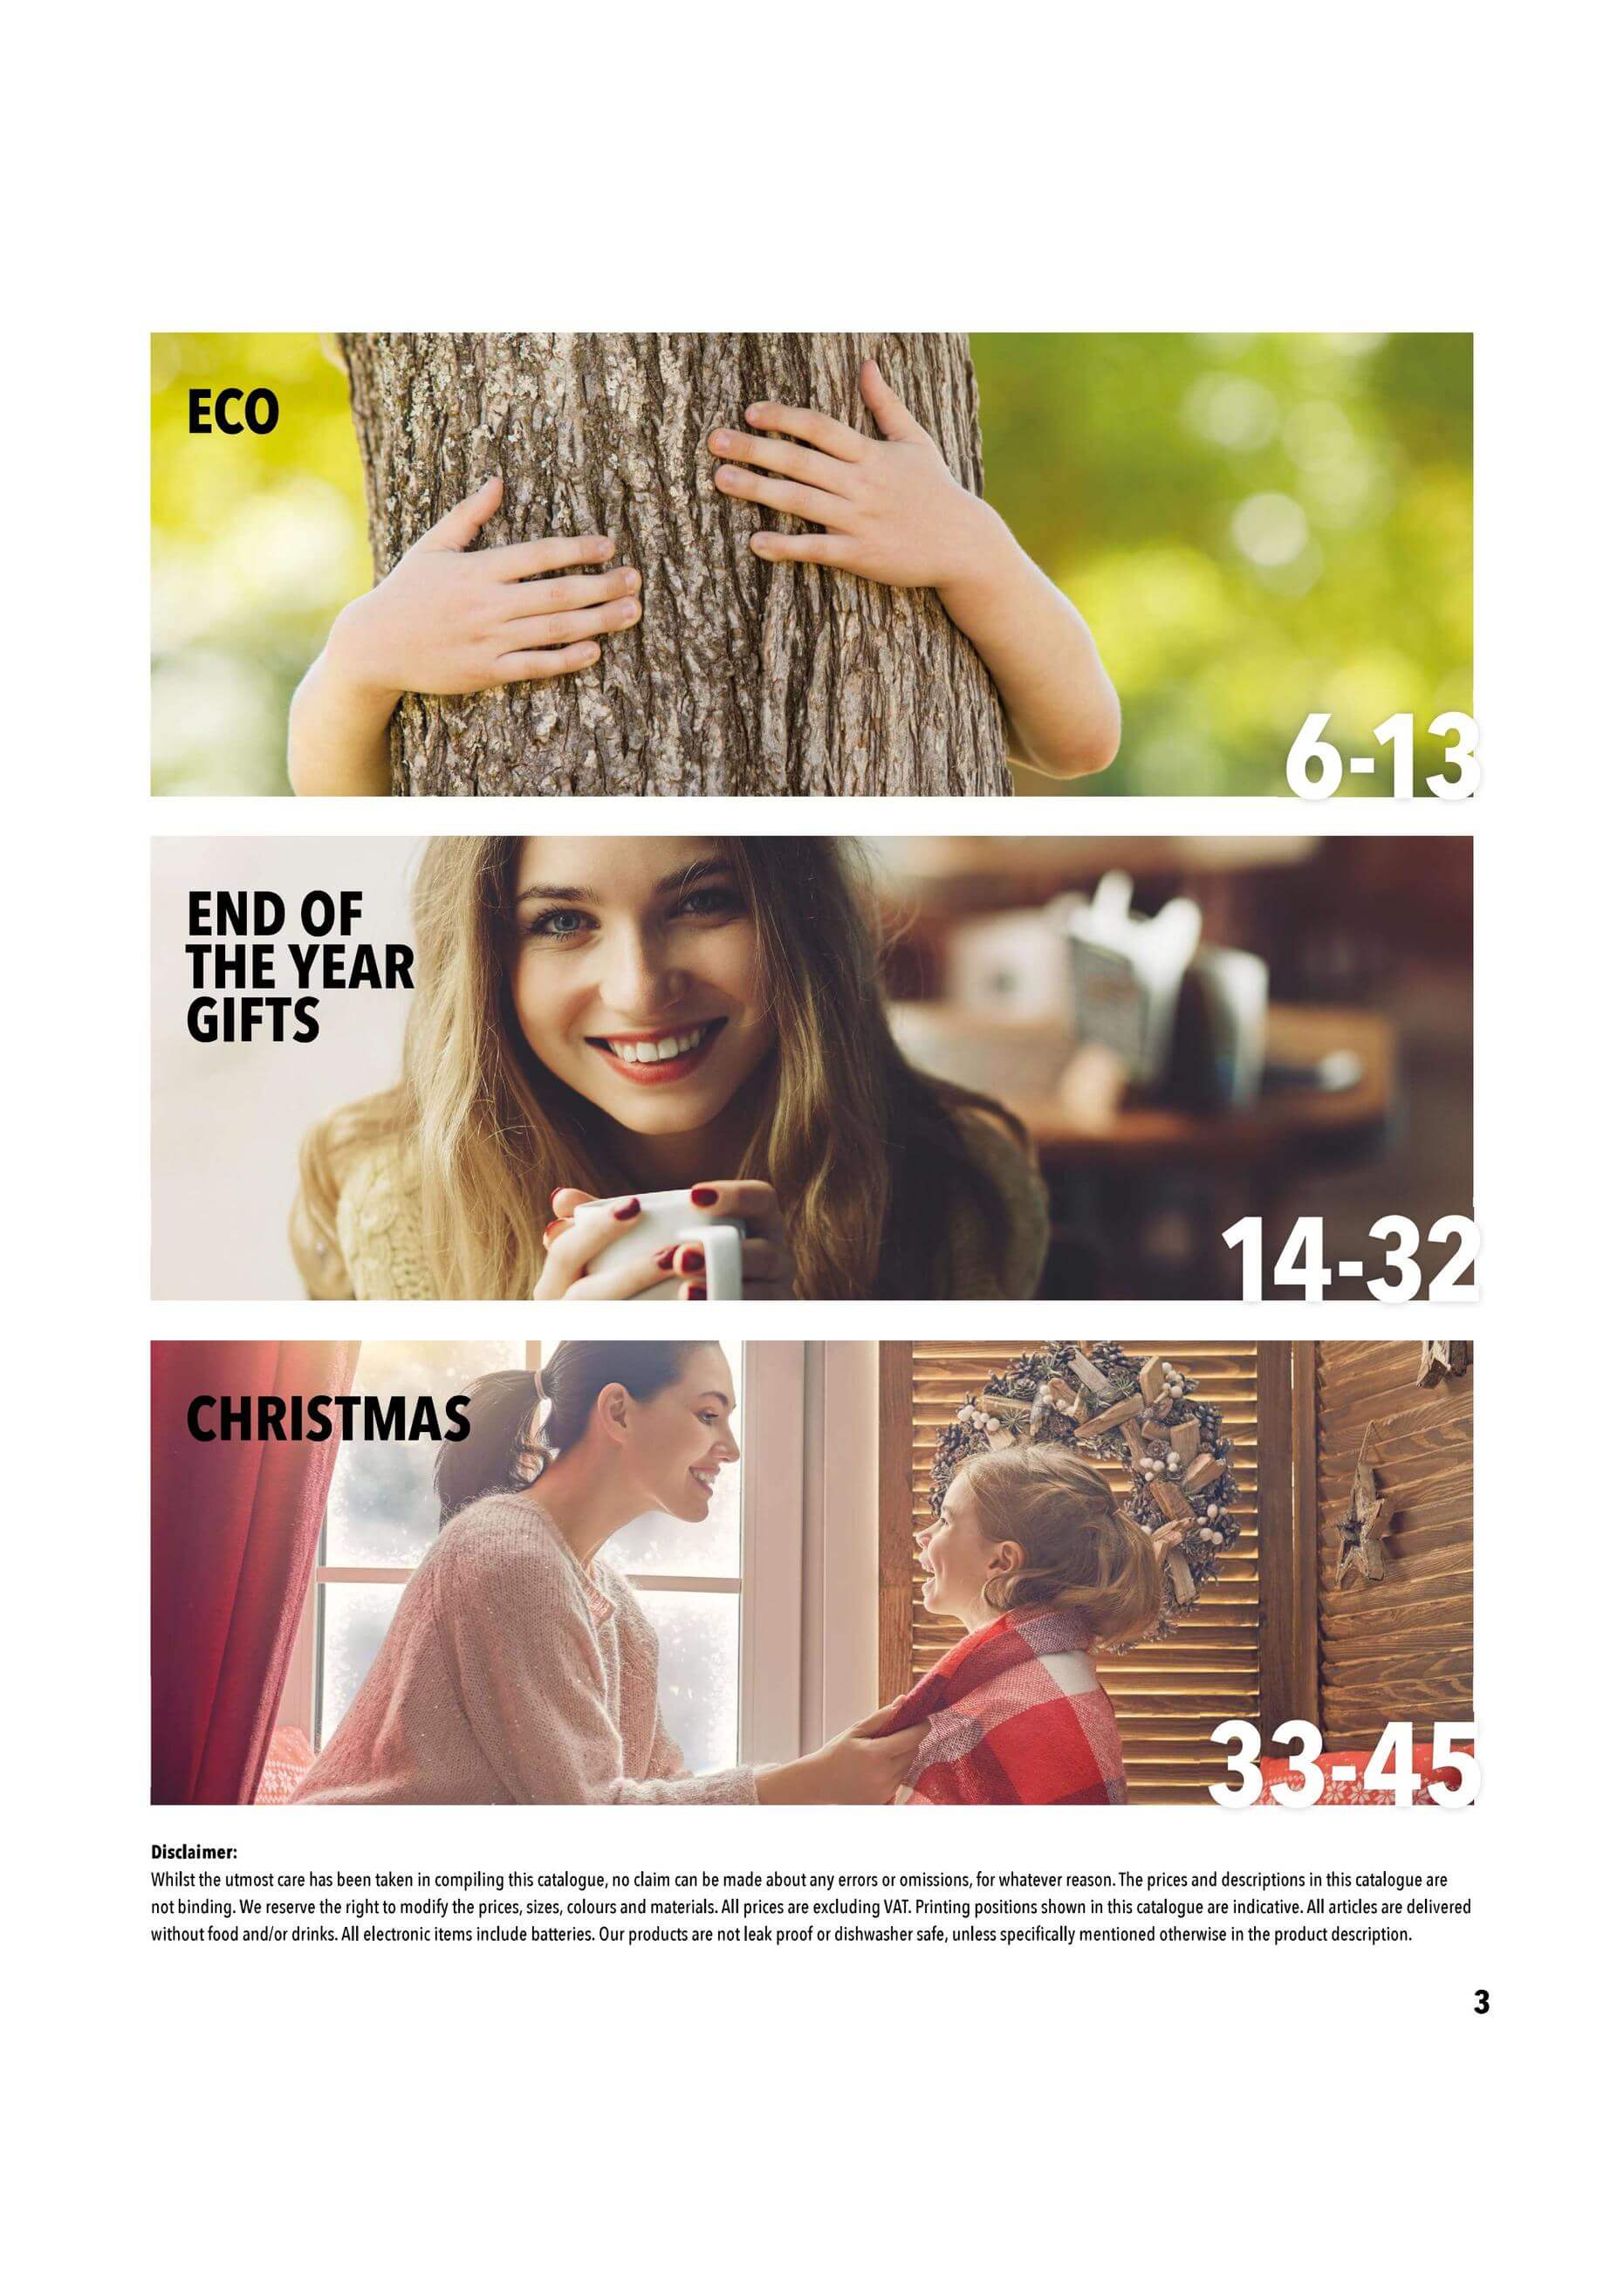 ECO
6-13
END OF
THE YEAR
GIFTS
14-32
CHRISTMAS
33-45
Disclaimer:
Whilst the utmost care has been taken in compiling this catalogue, no claim can be made about any errors or omissions, for whatever reason. The prices and descriptions in this catalogue are
not binding. We reserve the right to modify the prices, sizes, colours and materials. All prices are excluding VAT. Printing positions shown in this catalogue are indicative. All articles are delivered
without food and/or drinks. All electronic items include batteries. Our products are not leak proof or dishwasher safe, unless specifically mentioned otherwise in the product description.
3